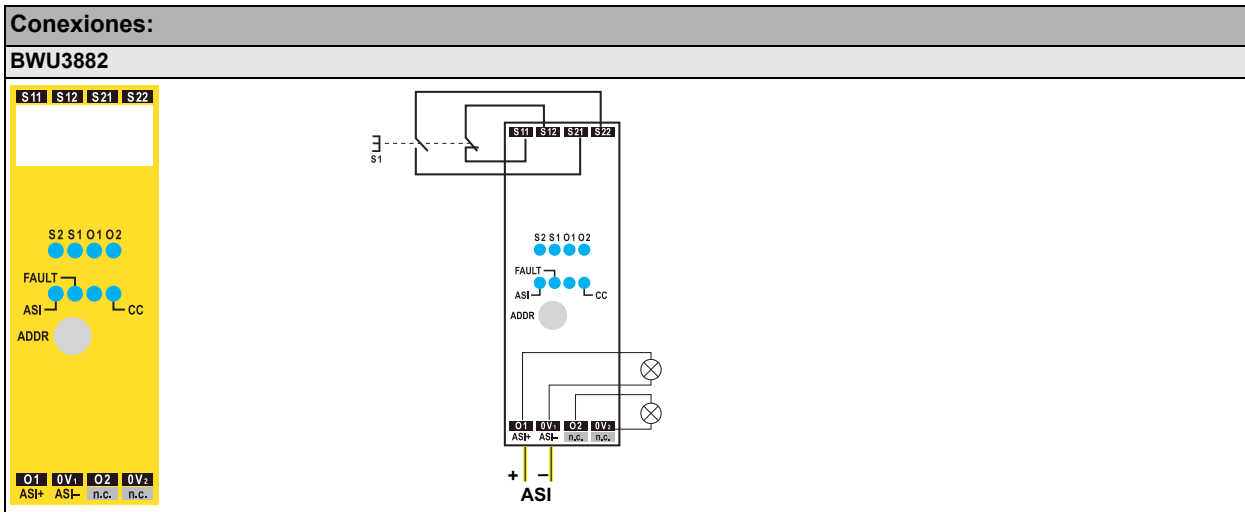 Conexiones:
BWU3882
S11 S12 S21 S22
S2 S1 O1 O2
FAULT
ASI
CC
ADDR
O1 0V1 O2 0V2
ASI+ ASI– n.c. n.c.
S1
S11 S12 S21 S22
S2 S1 O1 O2
FAULT
ASI
CC
ADDR
O1 0V1 O2 0V2
ASI+ ASI– n.c. n.c.
+ –
ASI